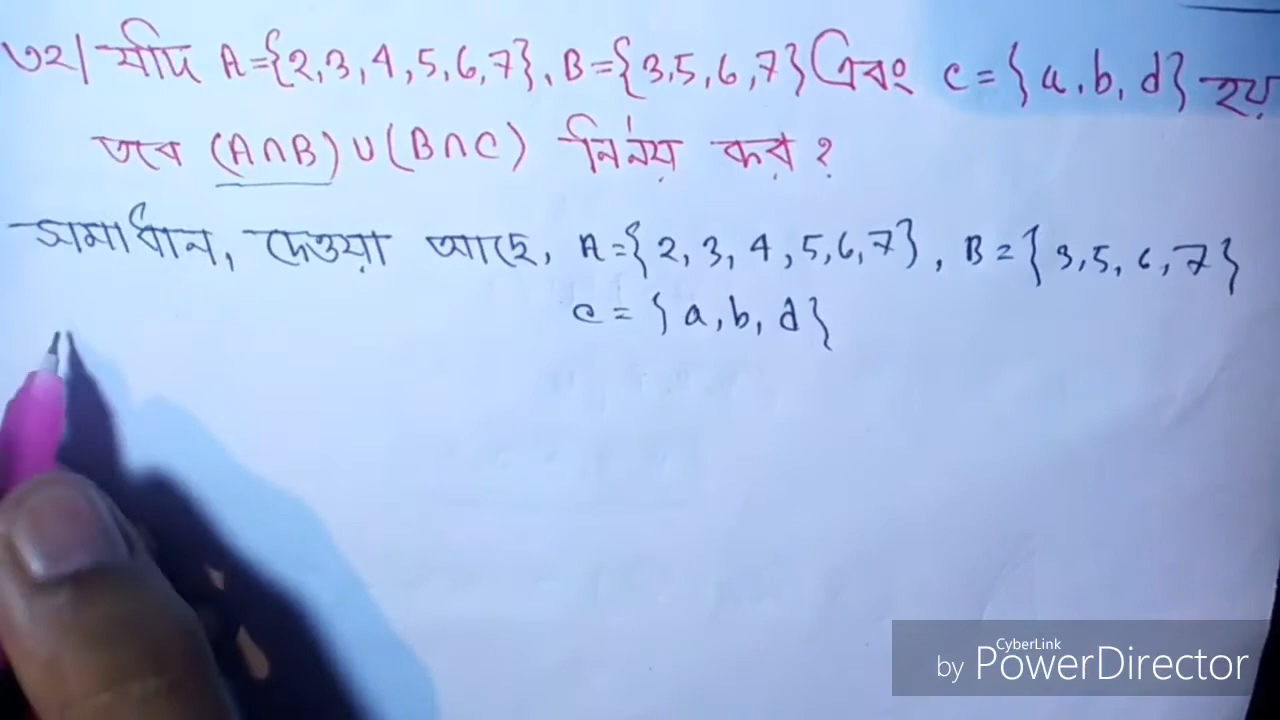 ৩২| যদি A={2,3,4,5,6,7}, B={3,5,6,7} এবং C={a,b,d} হয়
তবে (A∩B)∪(B∩C) নির্নয় কর?
সমাধান, দেওয়া আছে, A={2,3,4,5,6,7}, B={3,5,6,7}
C={a,b,d}
CyberLink
by PowerDirector